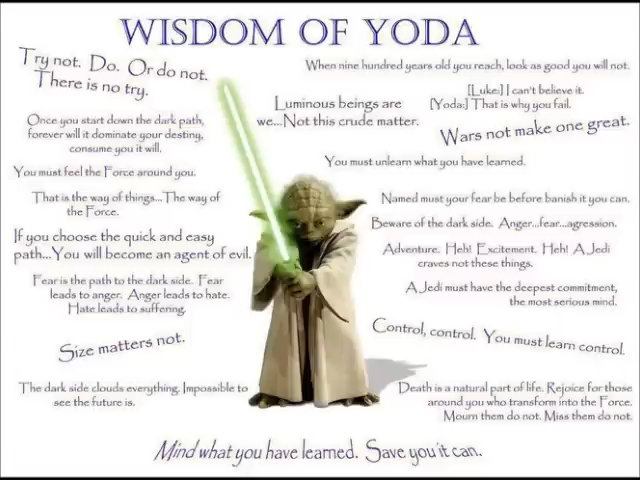 WISDOM OF YODA
Try not. Do. Or do not.
There is no try.
When nine hundred years old you reach, look as good you will not.
Luminous beings are
we...Not this crude matter.
[Luke:] I can't believe it.
[Yoda:] That is why you fail.
Once you start down the dark path,
forever will it dominate your destiny,
consume you it will.
Wars not make one great.
You must unlearn what you have learned.
You must feel the Force around you.
That is the way of things...The way of
the Force.
Named must your fear be before banish it you can.
Beware of the dark side. Anger...fear...agression.
If you choose the quick and easy
path...You will become an agent of evil.
Adventure. Heh! Excitement. Heh! A Jedi
craves not these things.
Fear is the path to the dark side. Fear
leads to anger. Anger leads to hate.
Hate leads to suffering.
A Jedi must have the deepest commitment,
the most serious mind.
Size matters not.
Control, control. You must learn control.
The dark side clouds everything. Impossible to
see the future is.
Death is a natural part of life. Rejoice for those
around you who transform into the Force.
Mourn them do not. Miss them do not.
Mind what you have learned. Save you it can.